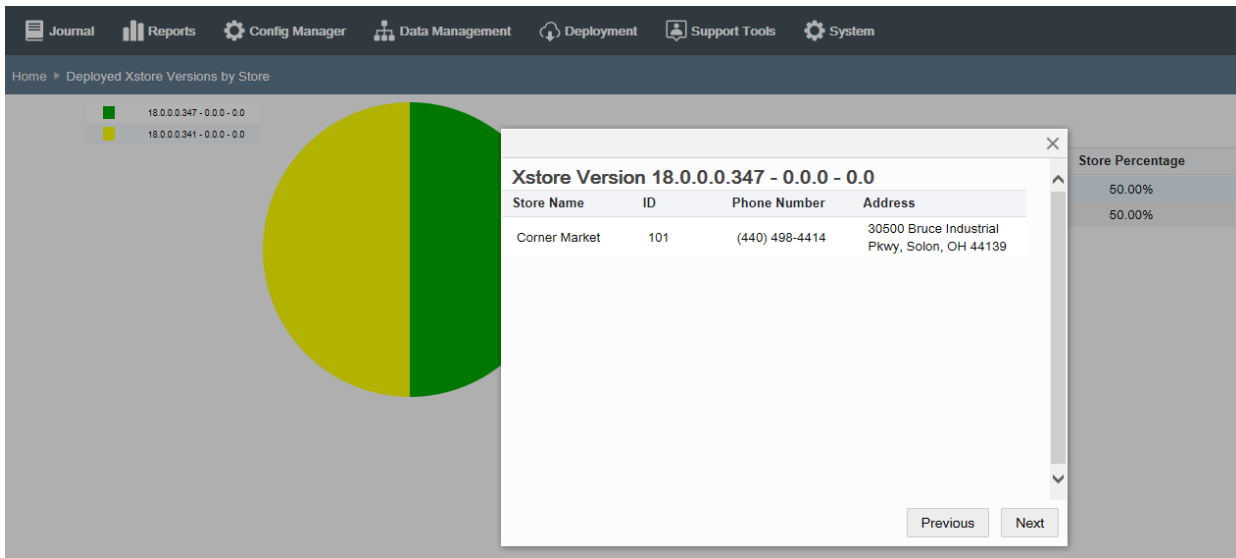 Journal Reports Config Manager Data Management Deployment Support Tools System
Home Deployed Xstore Versions by Store
18.0.0.0.347 - 0.0.0 - 0.0
18.0.0.0.341 - 0.0.0 - 0.0
Xstore Version 18.0.0.0.347 - 0.0.0 - 0.0
Store Name ID Phone Number Address
Corner Market 101 (440) 498-4414 30500 Bruce Industrial
Pkwy, Solon, OH 44139
Previous Next
Store Percentage
50.00%
50.00%